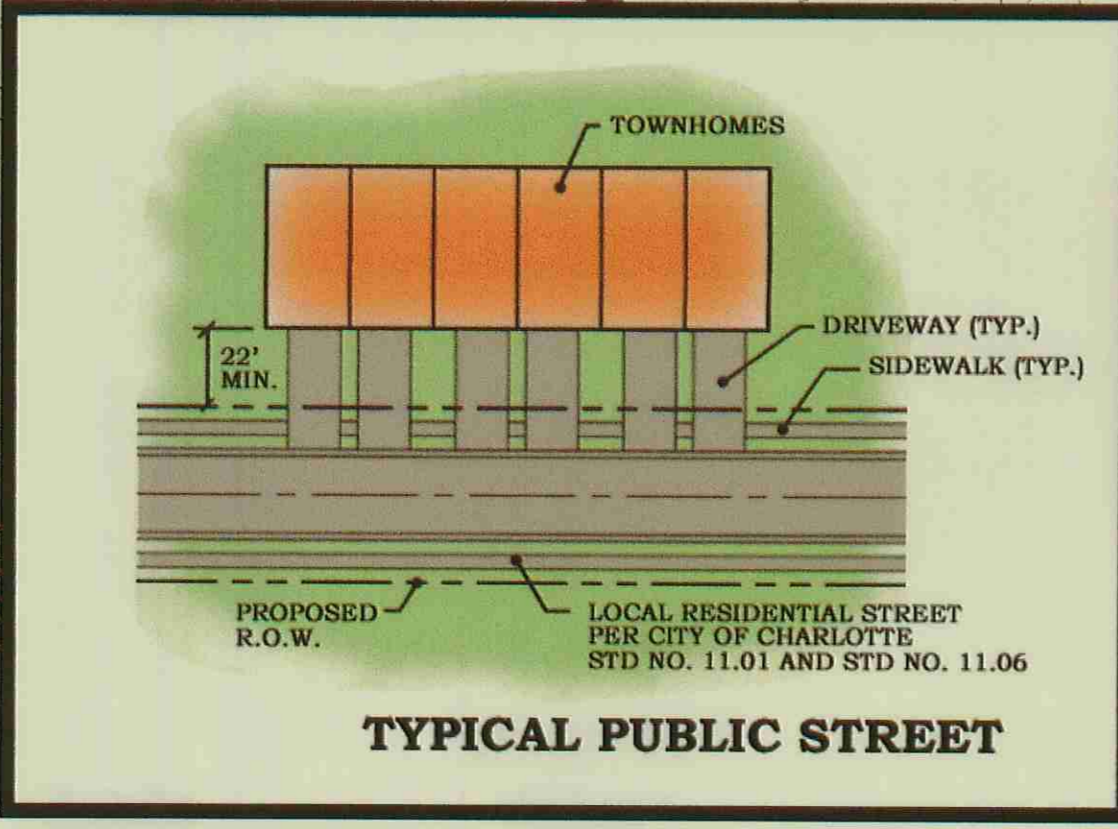 TOWNHOMES
22'
MIN.
DRIVEWAY (TYP.)
SIDEWALK (TYP.)
PROPOSED
R.O.W.
LOCAL RESIDENTIAL STREET
PER CITY OF CHARLOTTE
STD NO. 11.01 AND STD NO. 11.06
TYPICAL PUBLIC STREET